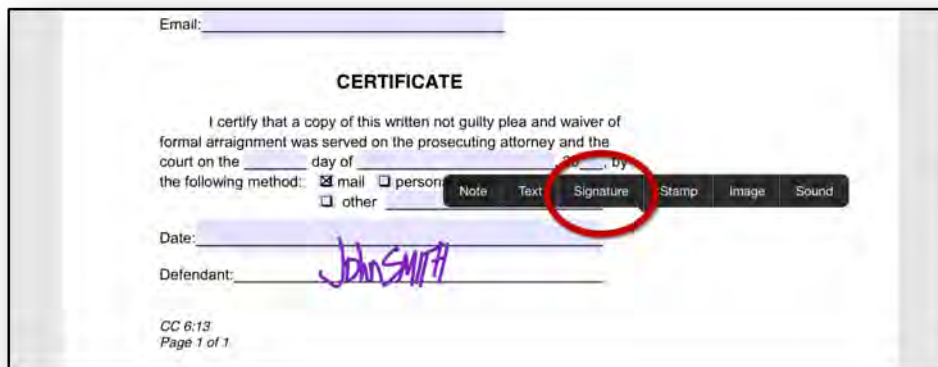 Email:
CERTIFICATE
I certify that a copy of this written not guilty plea and waiver of
formal arraignment was served on the prosecuting attorney and the
court on the day of , 20 , by
the following method: ☒ mail ☐ person
Note Text Signature Stamp Image Sound
☐ other
Date:
Defendant: John SMITH
CC 6:13
Page 1 of 1